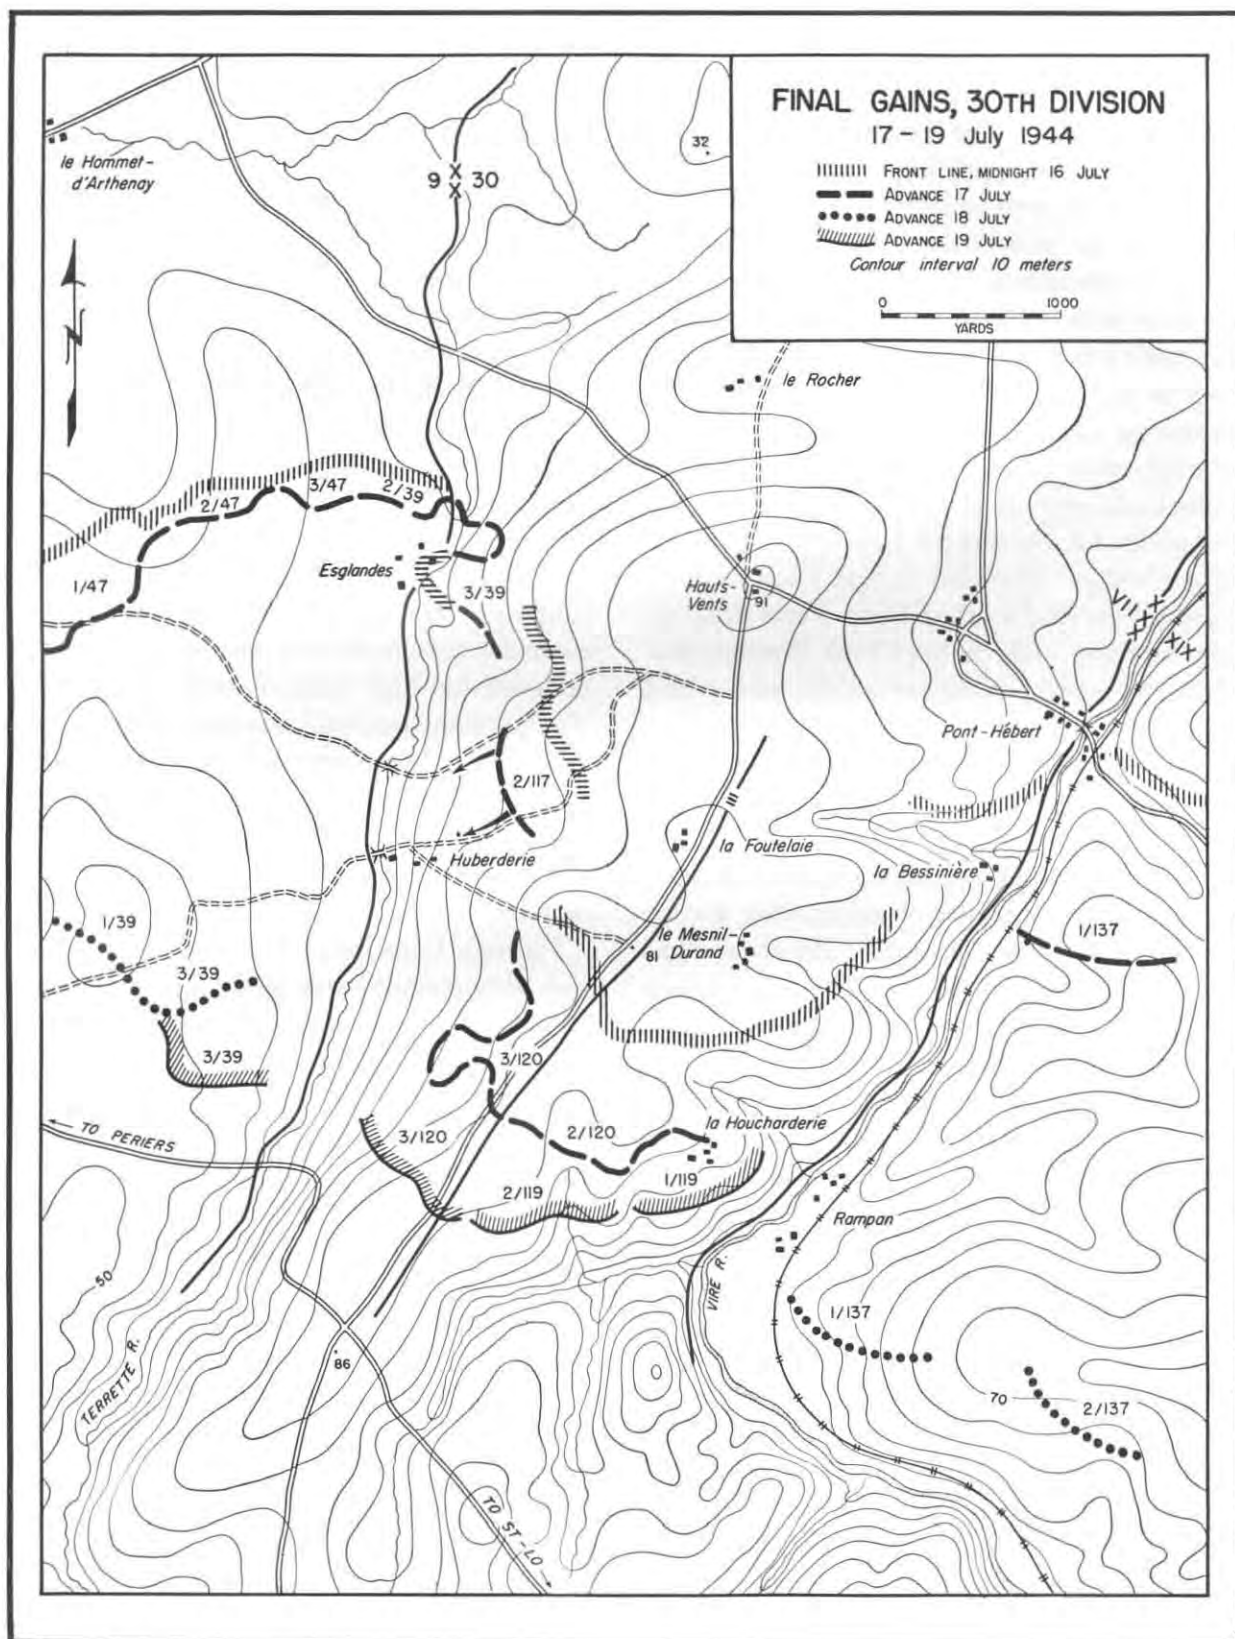 FINAL GAINS, 30TH DIVISION
17 – 19 July 1944
FRONT LINE, MIDNIGHT 16 JULY
ADVANCE 17 JULY
ADVANCE 18 JULY
ADVANCE 19 JULY
Contour interval 10 meters
0 1000
YARDS
le Hommet-
d'Arthenay
9 XX 30
32
N
le Rocher
3/47
2/47
2/39
1/47
Esglandes
3/39
Hauts-
Vents
91
VII XXX XIX
Pont-Hébert
2/117
III
la Foutelaie
Huberderie
la Bessinière
1/39
le Mesnil-
Durand
81
1/137
3/39
3/39
3/120
← TO PERIERS
3/120
2/120
la Houcharderie
2/119
1/119
Rampan
50
VIRE R.
1/137
TERRETTE R.
86
70
2/137
TO ST-LO →